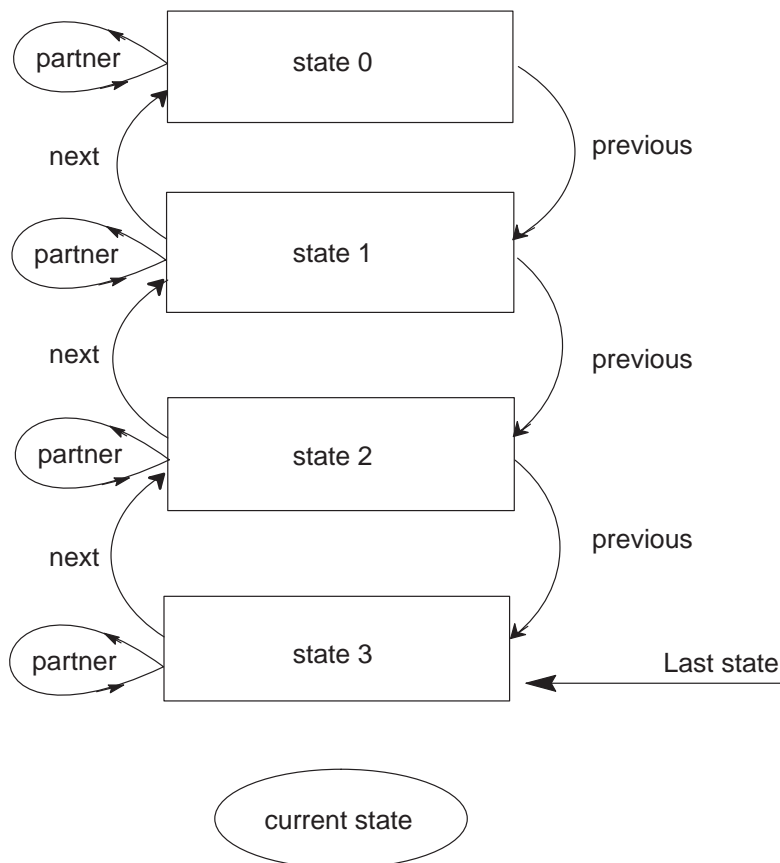 partner
state 0
next
previous
partner
state 1
next
previous
partner
state 2
next
previous
partner
state 3
Last state
current state